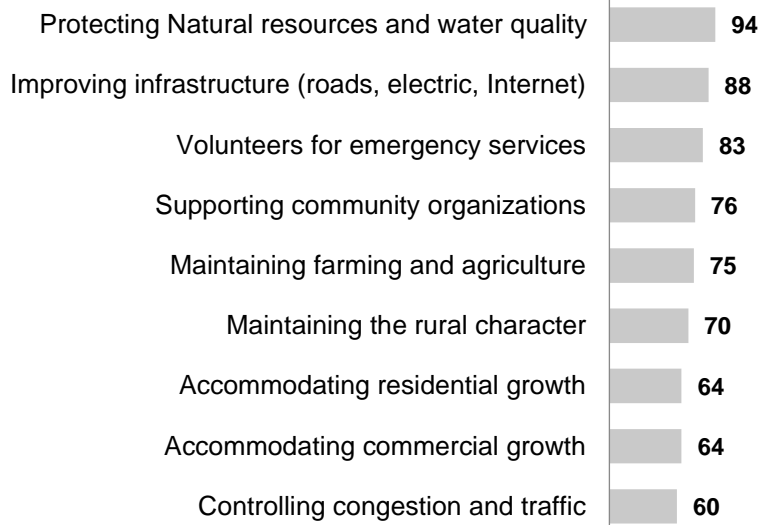 Protecting Natural resources and water quality 94
Improving infrastructure (roads, electric, Internet) 88
Volunteers for emergency services 83
Supporting community organizations 76
Maintaining farming and agriculture 75
Maintaining the rural character 70
Accommodating residential growth 64
Accommodating commercial growth 64
Controlling congestion and traffic 60